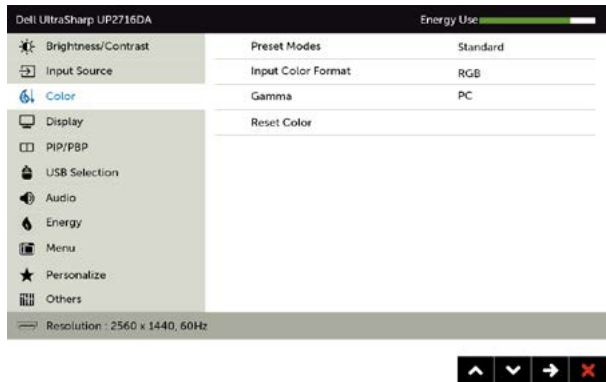 Dell UltraSharp UP2716DA Energy Use
Brightness/Contrast Preset Modes Standard
Input Source Input Color Format RGB
Color Gamma PC
Display Reset Color
PIP/PBP
USB Selection
Audio
Energy
Menu
Personalize
Others
Resolution : 2560 x 1440, 60Hz